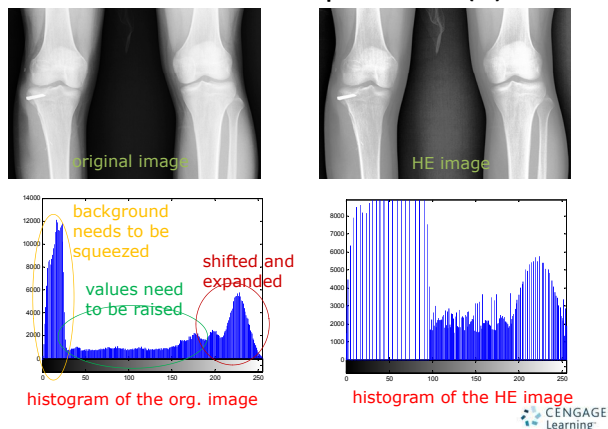 original image
HE image
14000
12000
10000
8000
6000
4000
2000
0
0
50
100
150
200
250
background
needs to be
squeezed
values need
to be raised
shifted and
expanded
8000
7000
6000
5000
4000
3000
2000
1000
0
0
50
100
150
200
250
histogram of the org. image
histogram of the HE image
CENGAGE
Learning™